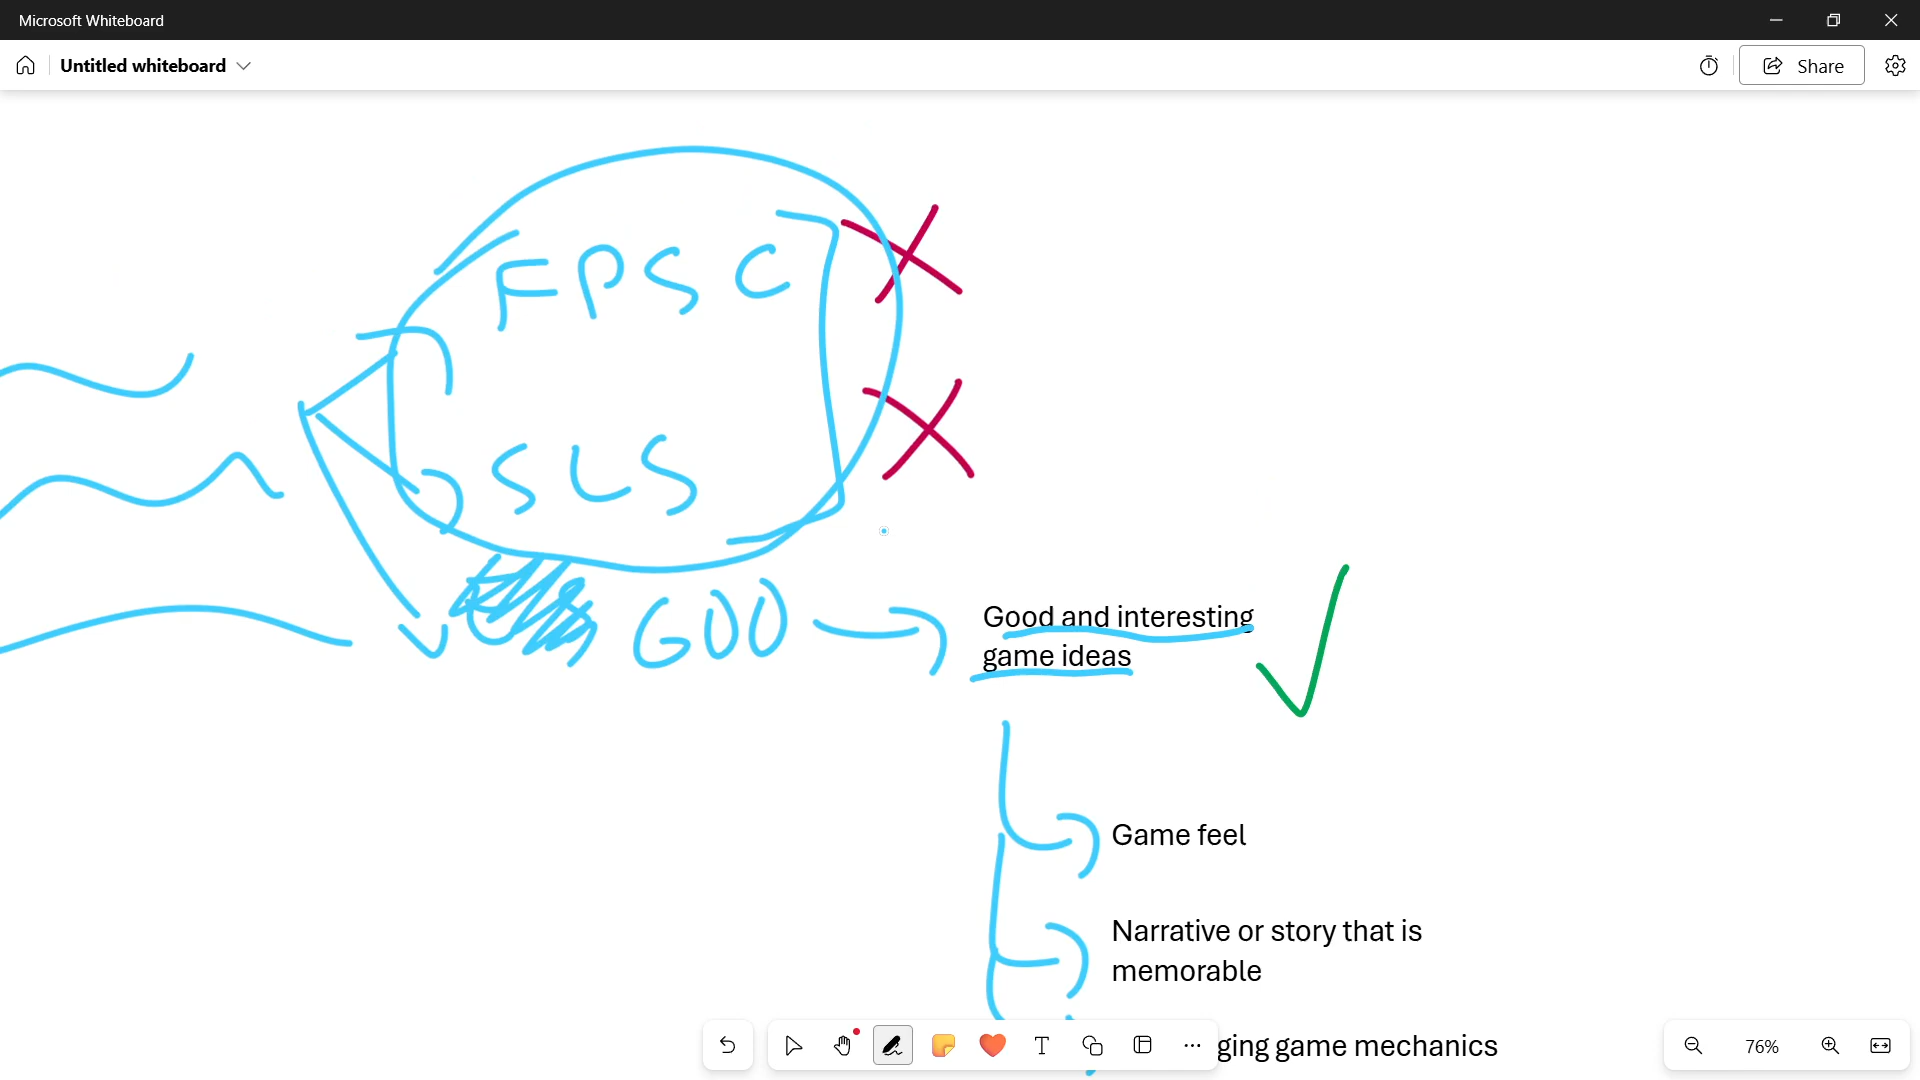 Microsoft Whiteboard
Untitled whiteboard
Share
FPSC
SLS
GOO
Good and interesting
game ideas
Game feel
Narrative or story that is
memorable
ging game mechanics
76%